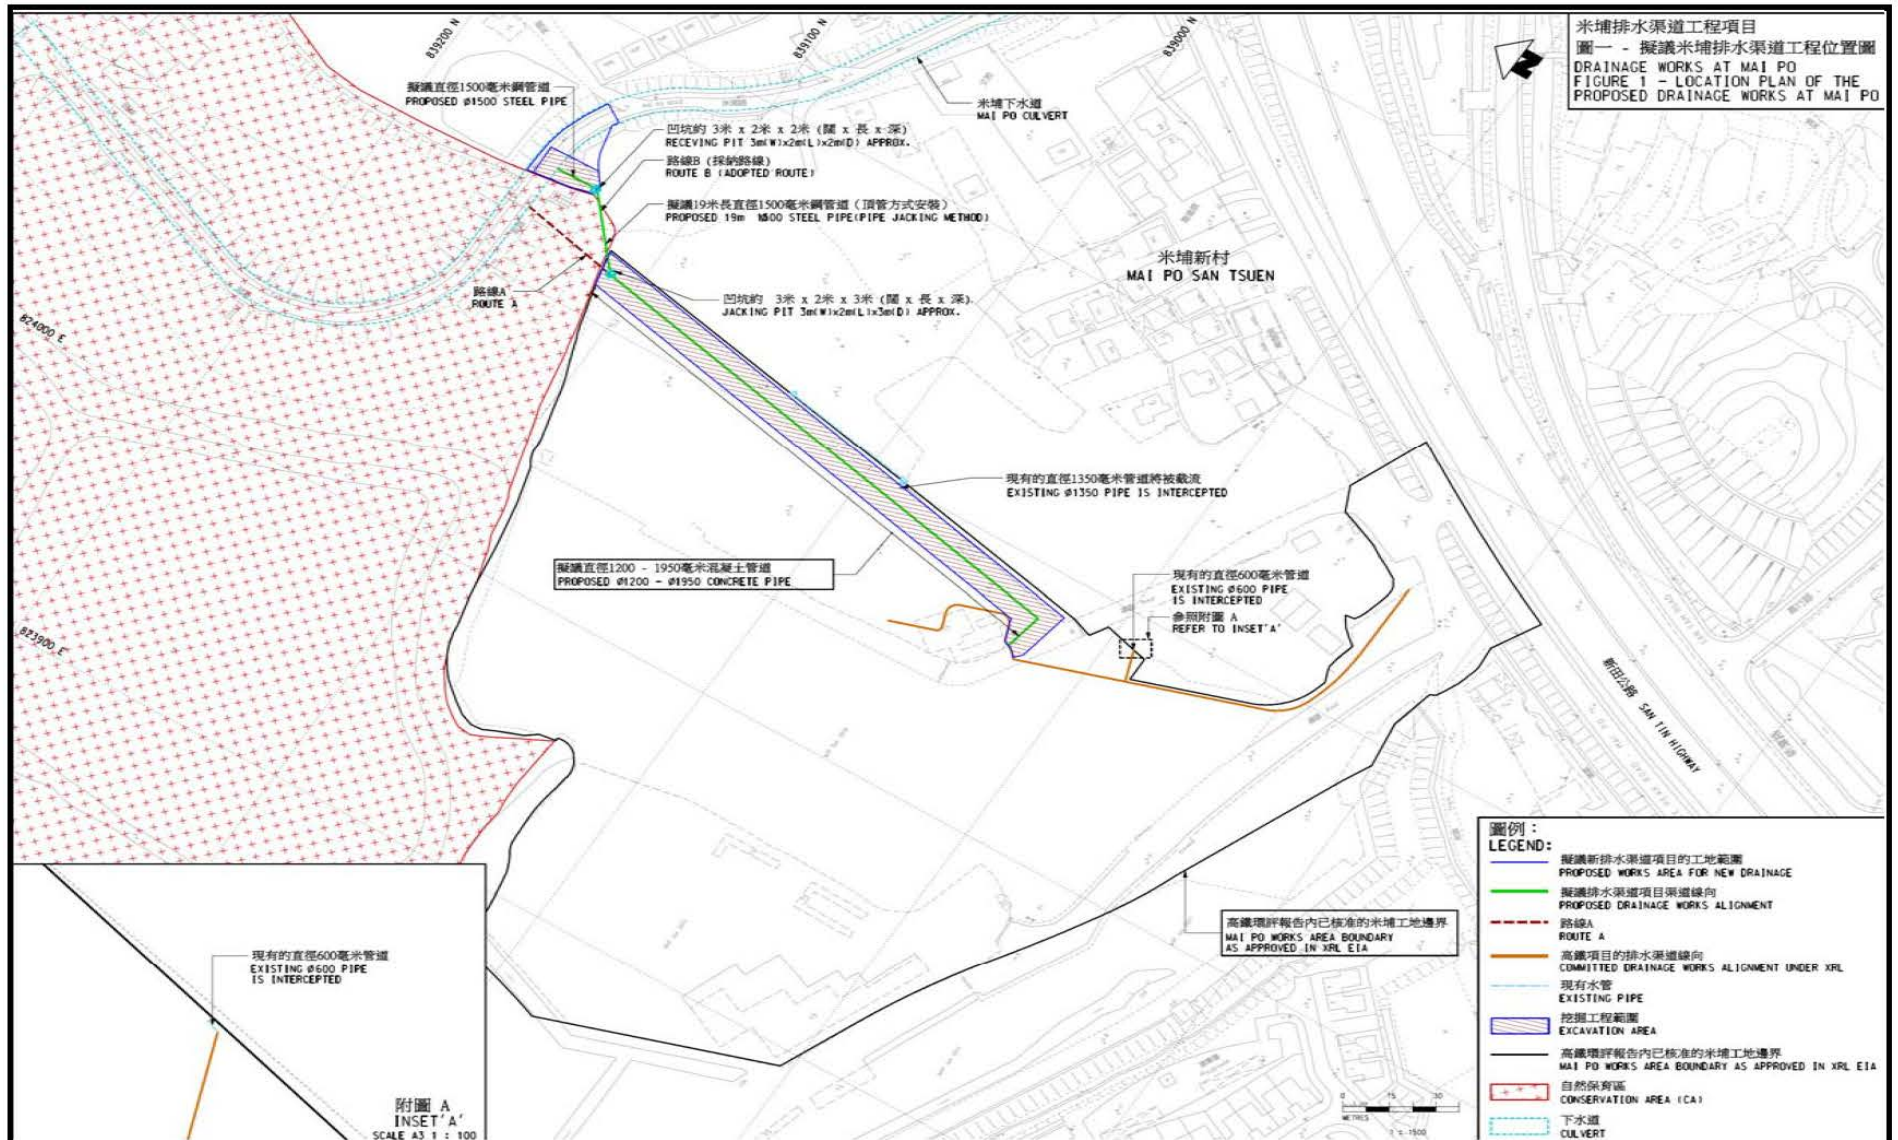 米埔排水渠道工程項目
圖一 - 擬議米埔排水渠道工程位置圖
DRAINAGE WORKS AT MAI PO
FIGURE 1 - LOCATION PLAN OF THE
PROPOSED DRAINAGE WORKS AT MAI PO
839200 N
839100 N
839000 N
擬議直徑1500毫米鋼管道
PROPOSED Ø1500 STEEL PIPE
米埔下水道
MAI PO CULVERT
凹坑約 3米 x 2米 x 2米 (闊 x 長 x 深)
RECEVING PIT 3m(W)x2m(L)x2m(D) APPROX.
路線B (採納路線)
ROUTE B (ADOPTED ROUTE)
擬議19米長直徑1500毫米鋼管道 (頂管方式安裝)
PROPOSED 19m Ø1500 STEEL PIPE(PIPE JACKING METHOD)
米埔新村
MAI PO SAN TSUEN
路線A
ROUTE A
凹坑約 3米 x 2米 x 3米 (闊 x 長 x 深)
JACKING PIT 3m(W)x2m(L)x3m(D) APPROX.
824000 E
現有的直徑1350毫米管道將被截流
EXISTING Ø1350 PIPE IS INTERCEPTED
擬議直徑1200 - 1950毫米混凝土管道
PROPOSED Ø1200 - Ø1950 CONCRETE PIPE
現有的直徑600毫米管道
EXISTING Ø600 PIPE
IS INTERCEPTED
參照附圖 A
REFER TO INSET'A'
823900 E
新田公路 SAN TIN HIGHWAY
高鐵環評報告內已核准的米埔工地邊界
MAI PO WORKS AREA BOUNDARY
AS APPROVED IN XRL EIA
現有的直徑600毫米管道
EXISTING Ø600 PIPE
IS INTERCEPTED
附圖 A
INSET'A'
SCALE A3 1 : 100
0 15 30
METRES
1 : 1500
圖例：
LEGEND:
擬議新排水渠道項目的工地範圍
PROPOSED WORKS AREA FOR NEW DRAINAGE
擬議排水渠道項目渠道線向
PROPOSED DRAINAGE WORKS ALIGNMENT
路線A
ROUTE A
高鐵項目的排水渠道線向
COMMITTED DRAINAGE WORKS ALIGNMENT UNDER XRL
現有水管
EXISTING PIPE
挖掘工程範圍
EXCAVATION AREA
高鐵環評報告內已核准的米埔工地邊界
MAI PO WORKS AREA BOUNDARY AS APPROVED IN XRL EIA
自然保育區
CONSERVATION AREA (CA)
下水道
CULVERT